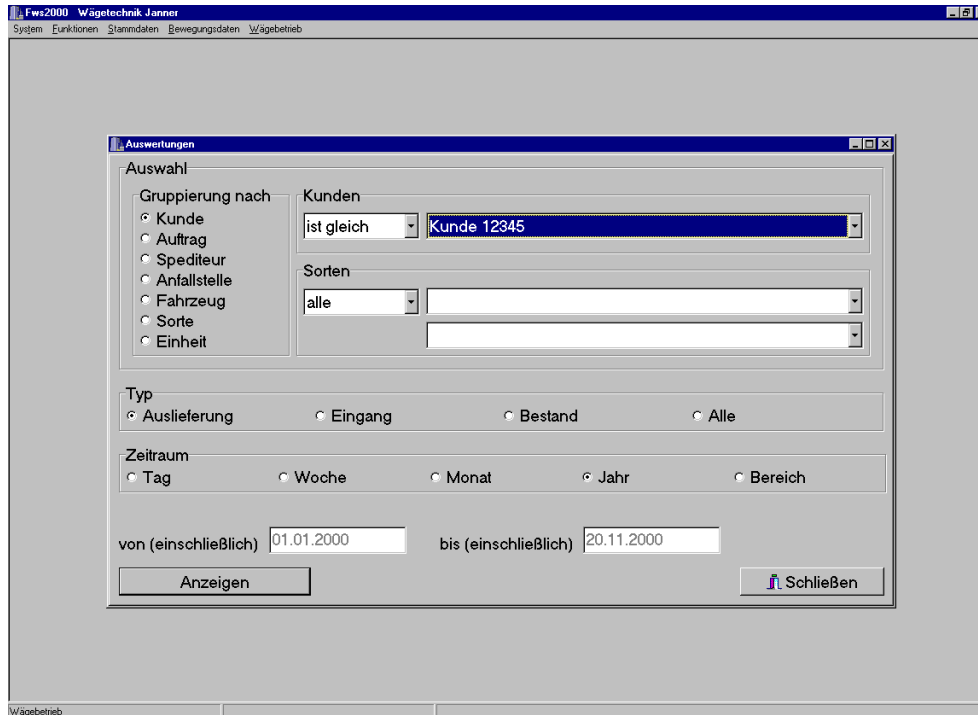 Fws2000 Wägetechnik Janner
System Funktionen Stammdaten Bewegungsdaten Wägebetrieb
Auswertungen
Auswahl
Gruppierung nach
Kunde
Auftrag
Spediteur
Anfallstelle
Fahrzeug
Sorte
Einheit
Kunden
ist gleich Kunde 12345
Sorten
alle
Typ
Auslieferung Eingang Bestand Alle
Zeitraum
Tag Woche Monat Jahr Bereich
von (einschließlich) 01.01.2000 bis (einschließlich) 20.11.2000
Anzeigen Schließen
Wägebetrieb